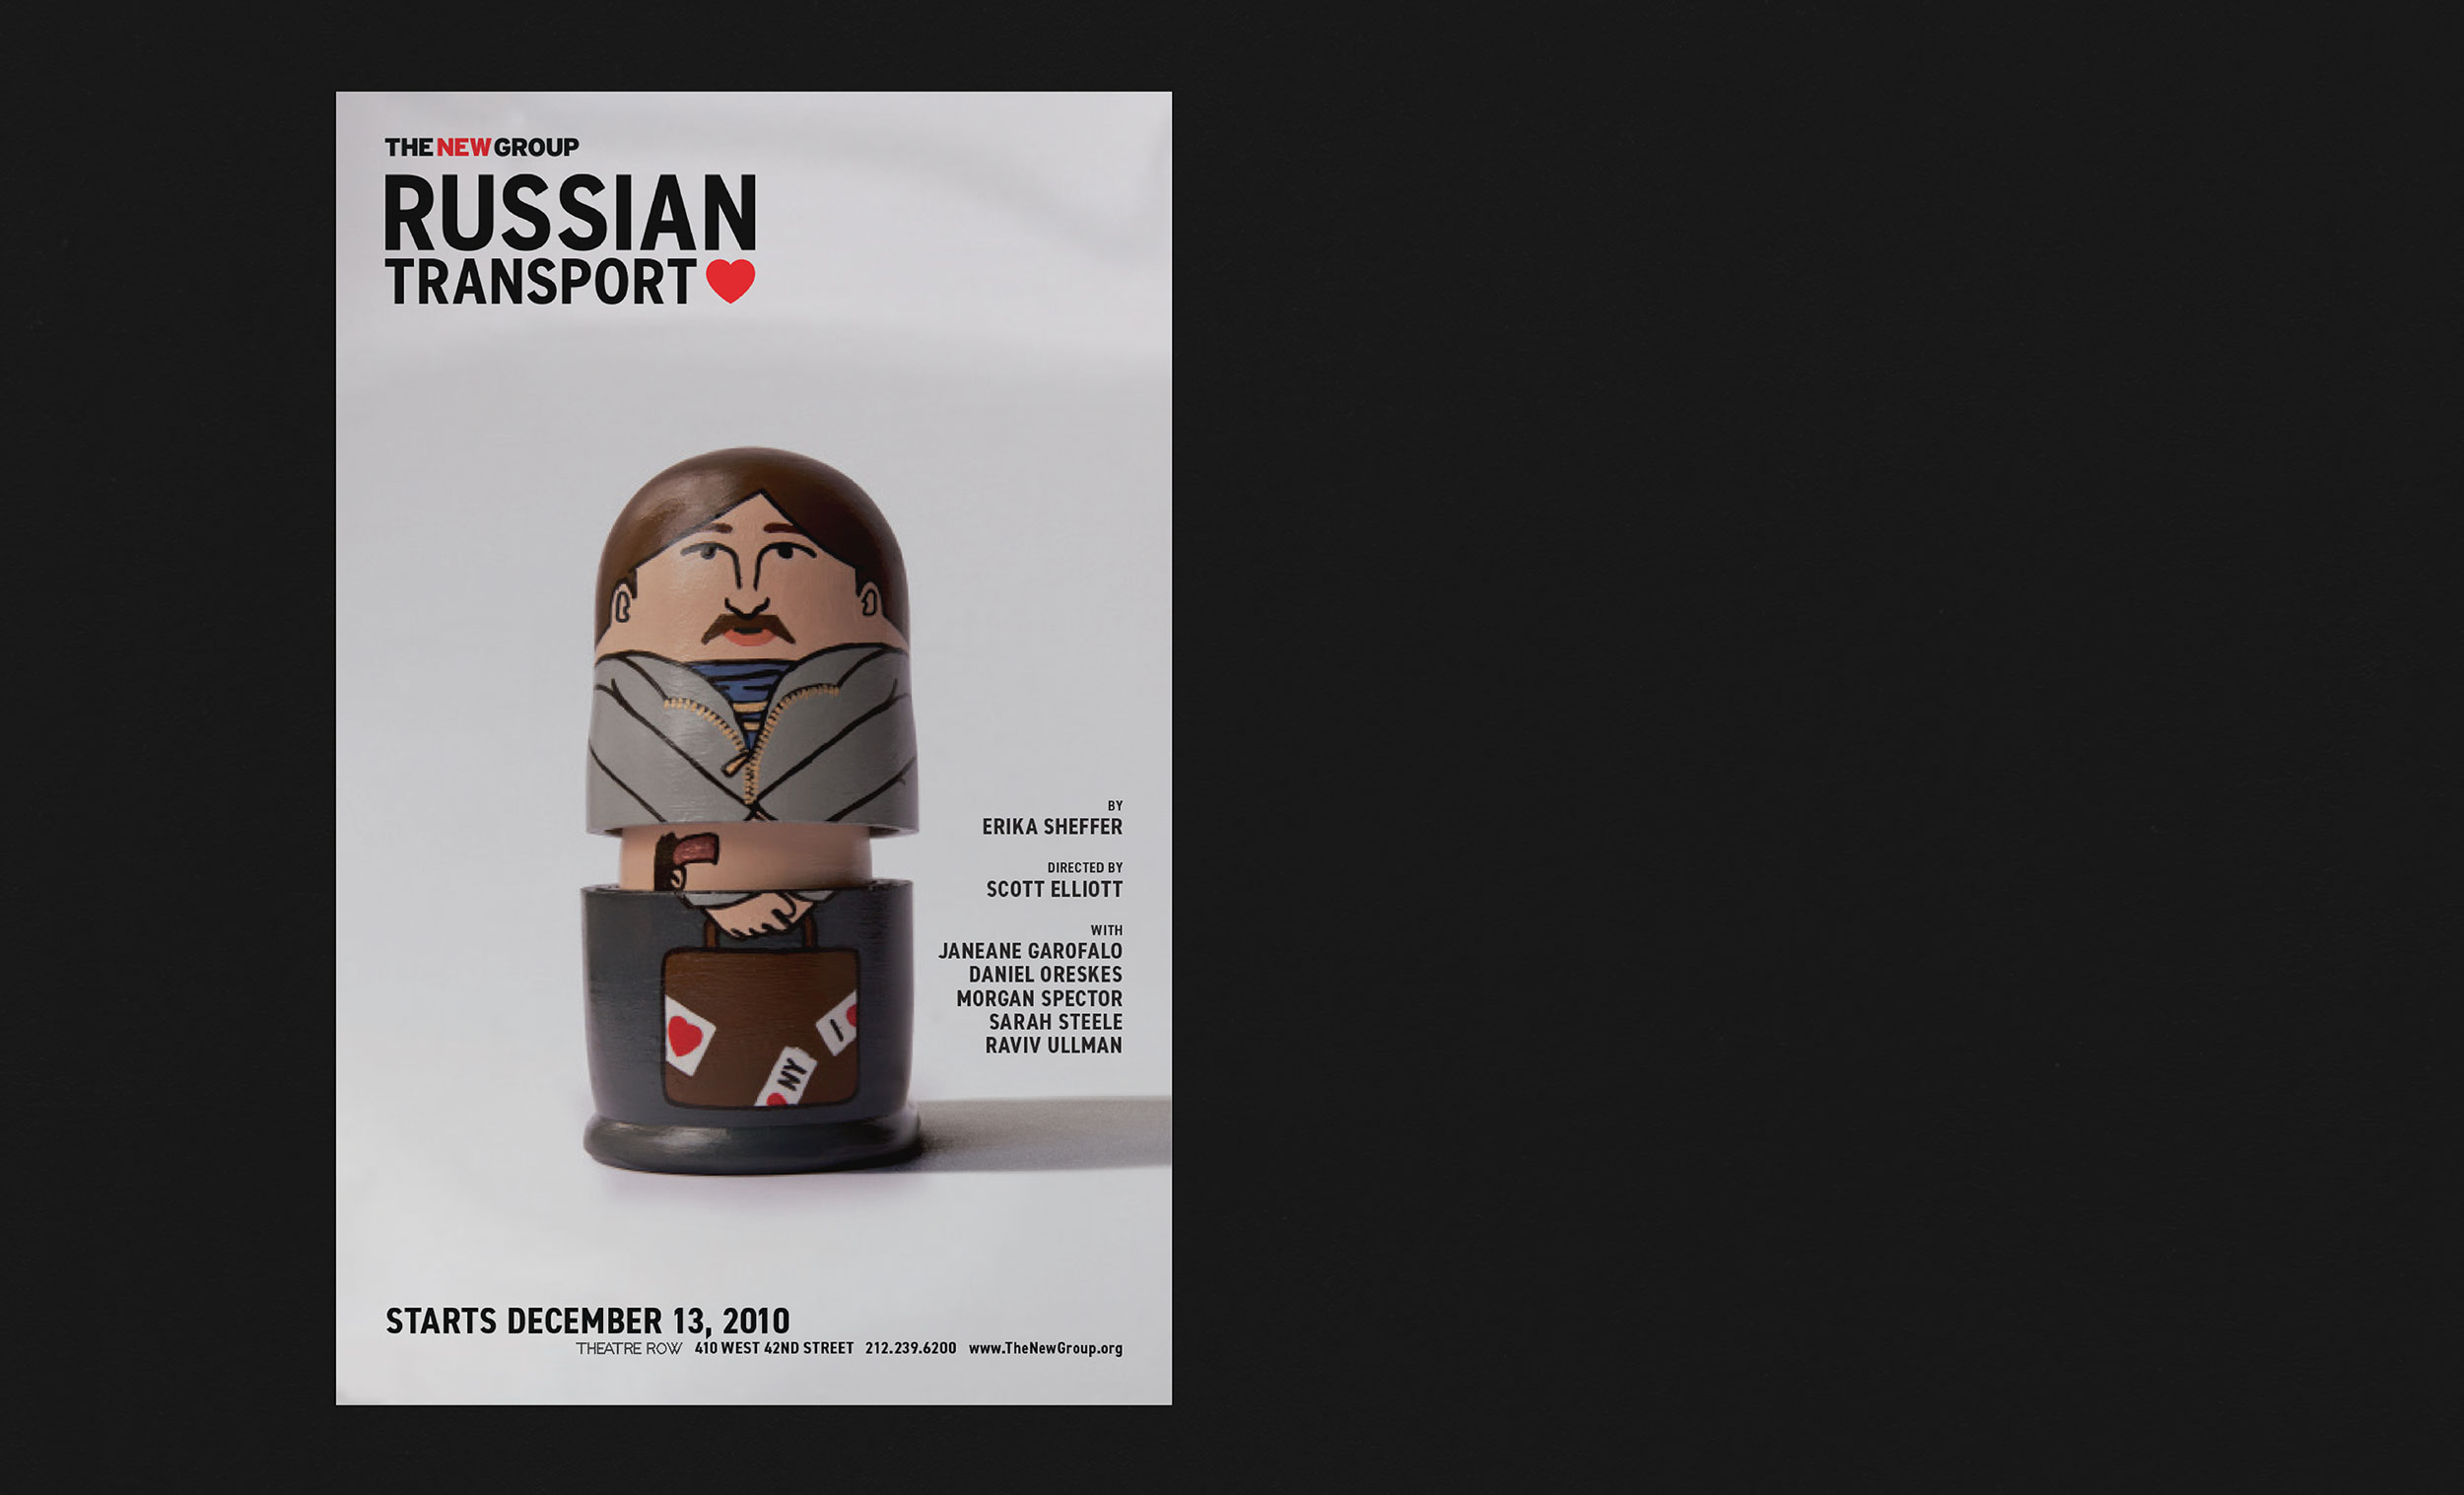 THE NEW GROUP
RUSSIAN
TRANSPORT
BY
ERIKA SHEFFER
DIRECTED BY
SCOTT ELLIOTT
WITH
JANEANE GAROFALO
DANIEL ORESKES
MORGAN SPECTOR
SARAH STEELE
RAVIV ULLMAN
I
NY
STARTS DECEMBER 13, 2010
THEATRE ROW 410 WEST 42ND STREET 212.239.6200 www.TheNewGroup.org